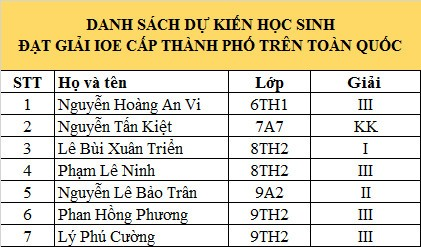 DANH SÁCH DỰ KIẾN HỌC SINH
ĐẠT GIẢI IOE CẤP THÀNH PHỐ TRÊN TOÀN QUỐC
STT Họ và tên Lớp Giải
1 Nguyễn Hoàng An Vi 6TH1 III
2 Nguyễn Tấn Kiệt 7A7 KK
3 Lê Bùi Xuân Triển 8TH2 I
4 Phạm Lê Ninh 8TH2 III
5 Nguyễn Lê Bảo Trân 9A2 II
6 Phan Hồng Phương 9TH2 III
7 Lý Phú Cường 9TH2 III